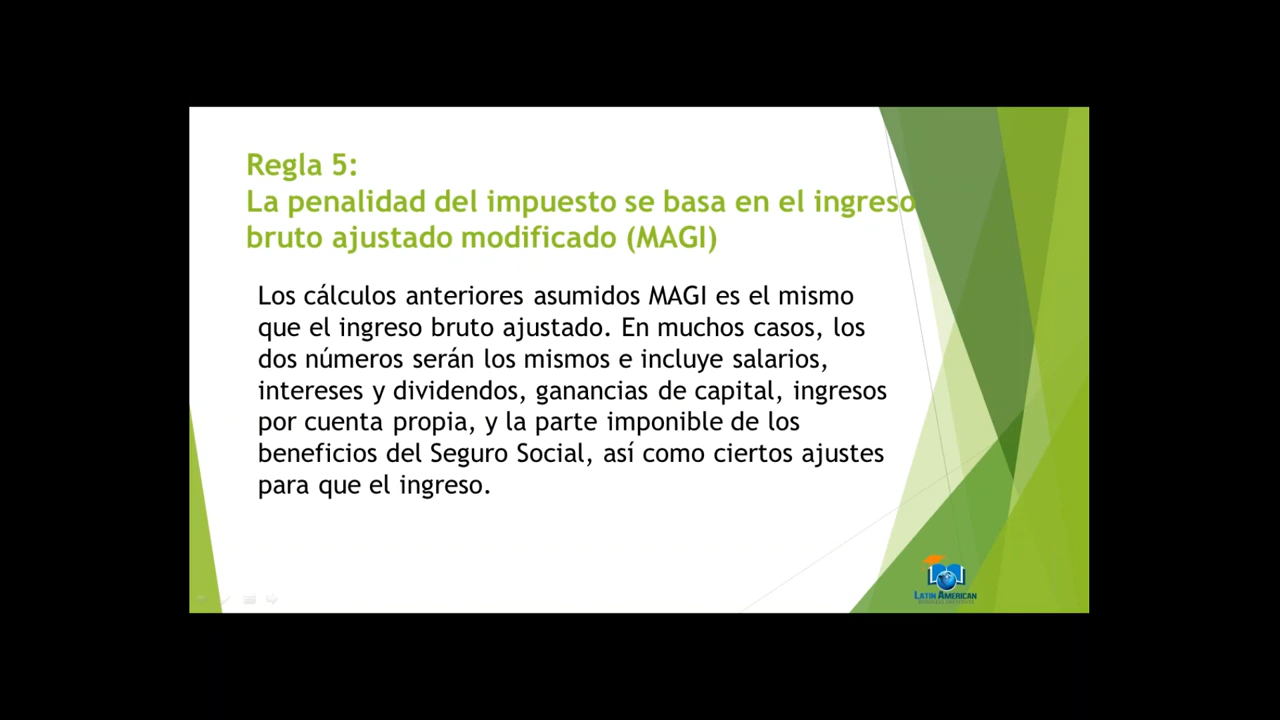 Regla 5:
La penalidad del impuesto se basa en el ingreso
bruto ajustado modificado (MAGI)
Los cálculos anteriores asumidos MAGI es el mismo
que el ingreso bruto ajustado. En muchos casos, los
dos números serán los mismos e incluye salarios,
intereses y dividendos, ganancias de capital, ingresos
por cuenta propia, y la parte imponible de los
beneficios del Seguro Social, así como ciertos ajustes
para que el ingreso.
LATIN AMERICAN